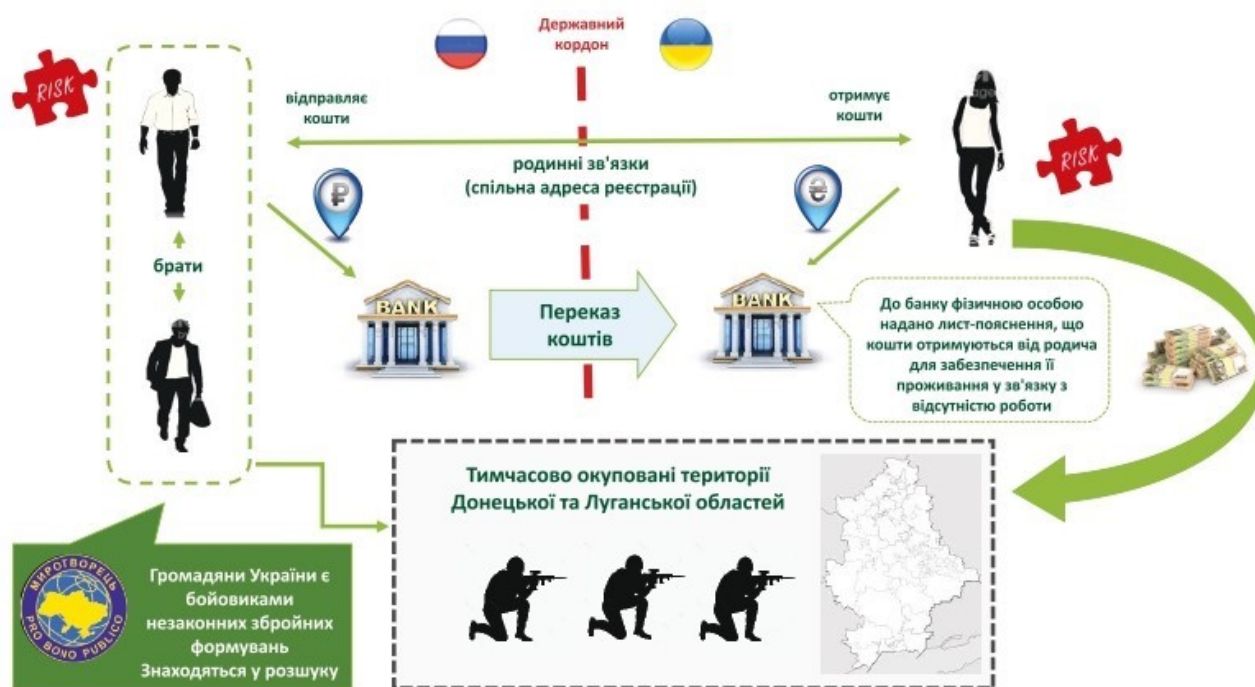 Державний
кордон
RISK
відправляє
кошти
отримує
кошти
RISK
родинні зв'язки
(спільна адреса реєстрації)
₽
₴
брати
BANK
Переказ
коштів
BANK
До банку фізичною особою
надано лист-пояснення, що
кошти отримуються від родича
для забезпечення її
проживання у зв'язку з
відсутністю роботи
Тимчасово окуповані території
Донецької та Луганської областей
МИРОТВОРЕЦЬ
PRO BONO PUBLICO
Громадяни України є
бойовиками
незаконних збройних
формувань
Знаходяться у розшуку